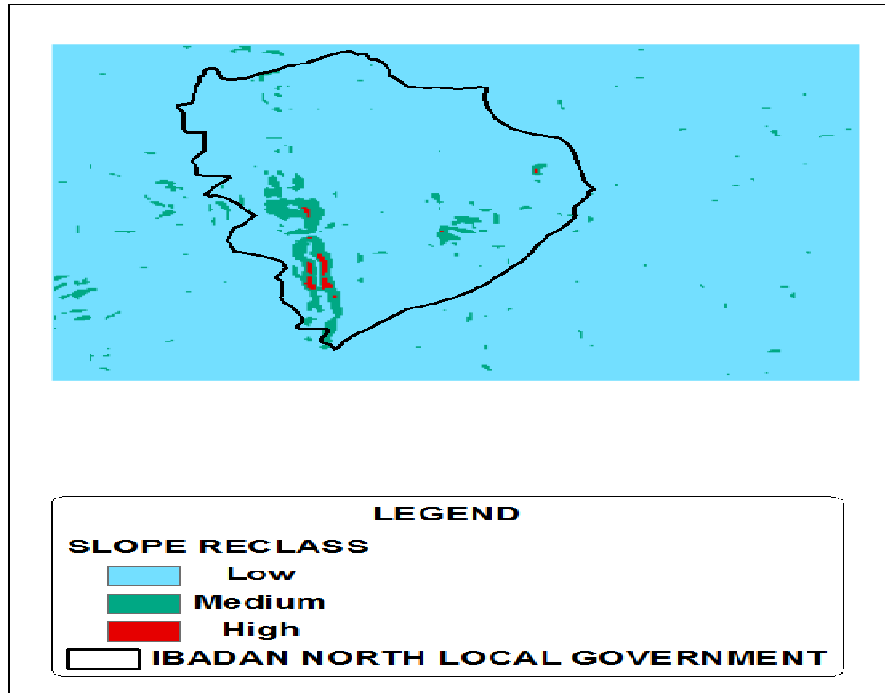 LEGEND
SLOPE RECLASS
Low
Medium
High
IBADAN NORTH LOCAL GOVERNMENT